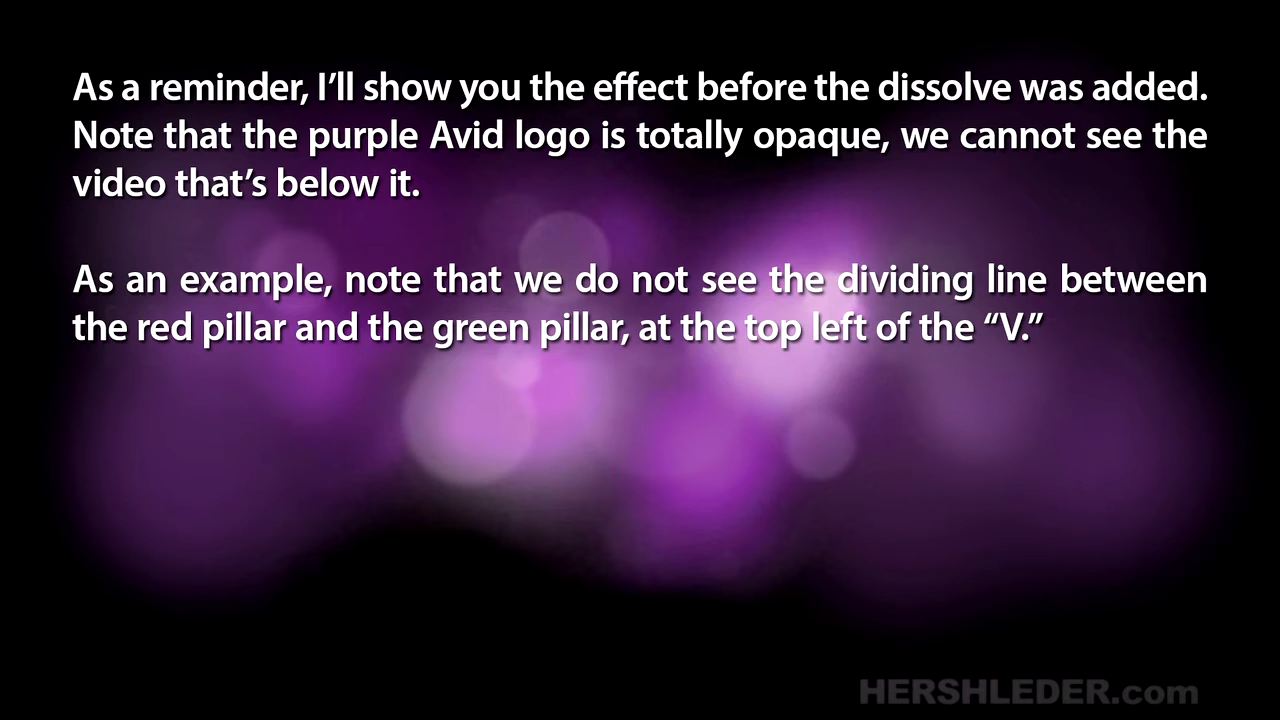 As a reminder, I’ll show you the effect before the dissolve was added.
Note that the purple Avid logo is totally opaque, we cannot see the
video that’s below it.
As an example, note that we do not see the dividing line between
the red pillar and the green pillar, at the top left of the “V.”
HERSHLEDER.com